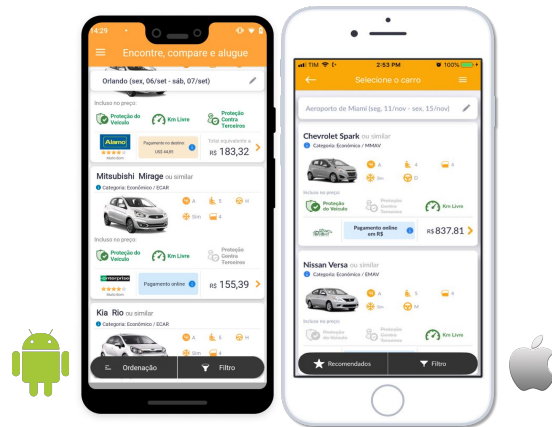 14:29
Encontre, compare e alugue
Orlando (sex, 06/set - sáb, 07/set)
Incluso no preço:
Proteção do Veículo
Km Livre
Proteção Contra Terceiros
Alamo
Pagamento no destino
US$ 44,69
Total equivalente a
R$ 183,32
Muito Bom
Mitsubishi Mirage ou similar
Categoria: Econômico / ECAR
A
5
H
Sim
4
Incluso no preço:
Proteção do Veículo
Km Livre
Proteção Contra Terceiros
enterprise
Pagamento online
R$ 155,39
Muito Bom
Kia Rio ou similar
Categoria: Econômico / ECAR
A
5
H
Sim
4
Ordenação
Filtro
TIM
2:53 PM
100%
Selecione o carro
Aeroporto de Miami (seg, 11/nov - sex, 15/nov)
Chevrolet Spark ou similar
Categoria: Econômico / MMAV
A
4
4
Sim
D
Incluso no preço:
Proteção do Veículo
Proteção Contra Terceiros
Km Livre
Pagamento online em R$
R$ 837.81
Nissan Versa ou similar
Categoria: Econômico / EMAV
A
5
4
Sim
M
Incluso no preço:
Proteção do Veículo
Proteção Contra Terceiros
Km Livre
Recomendados
Filtro